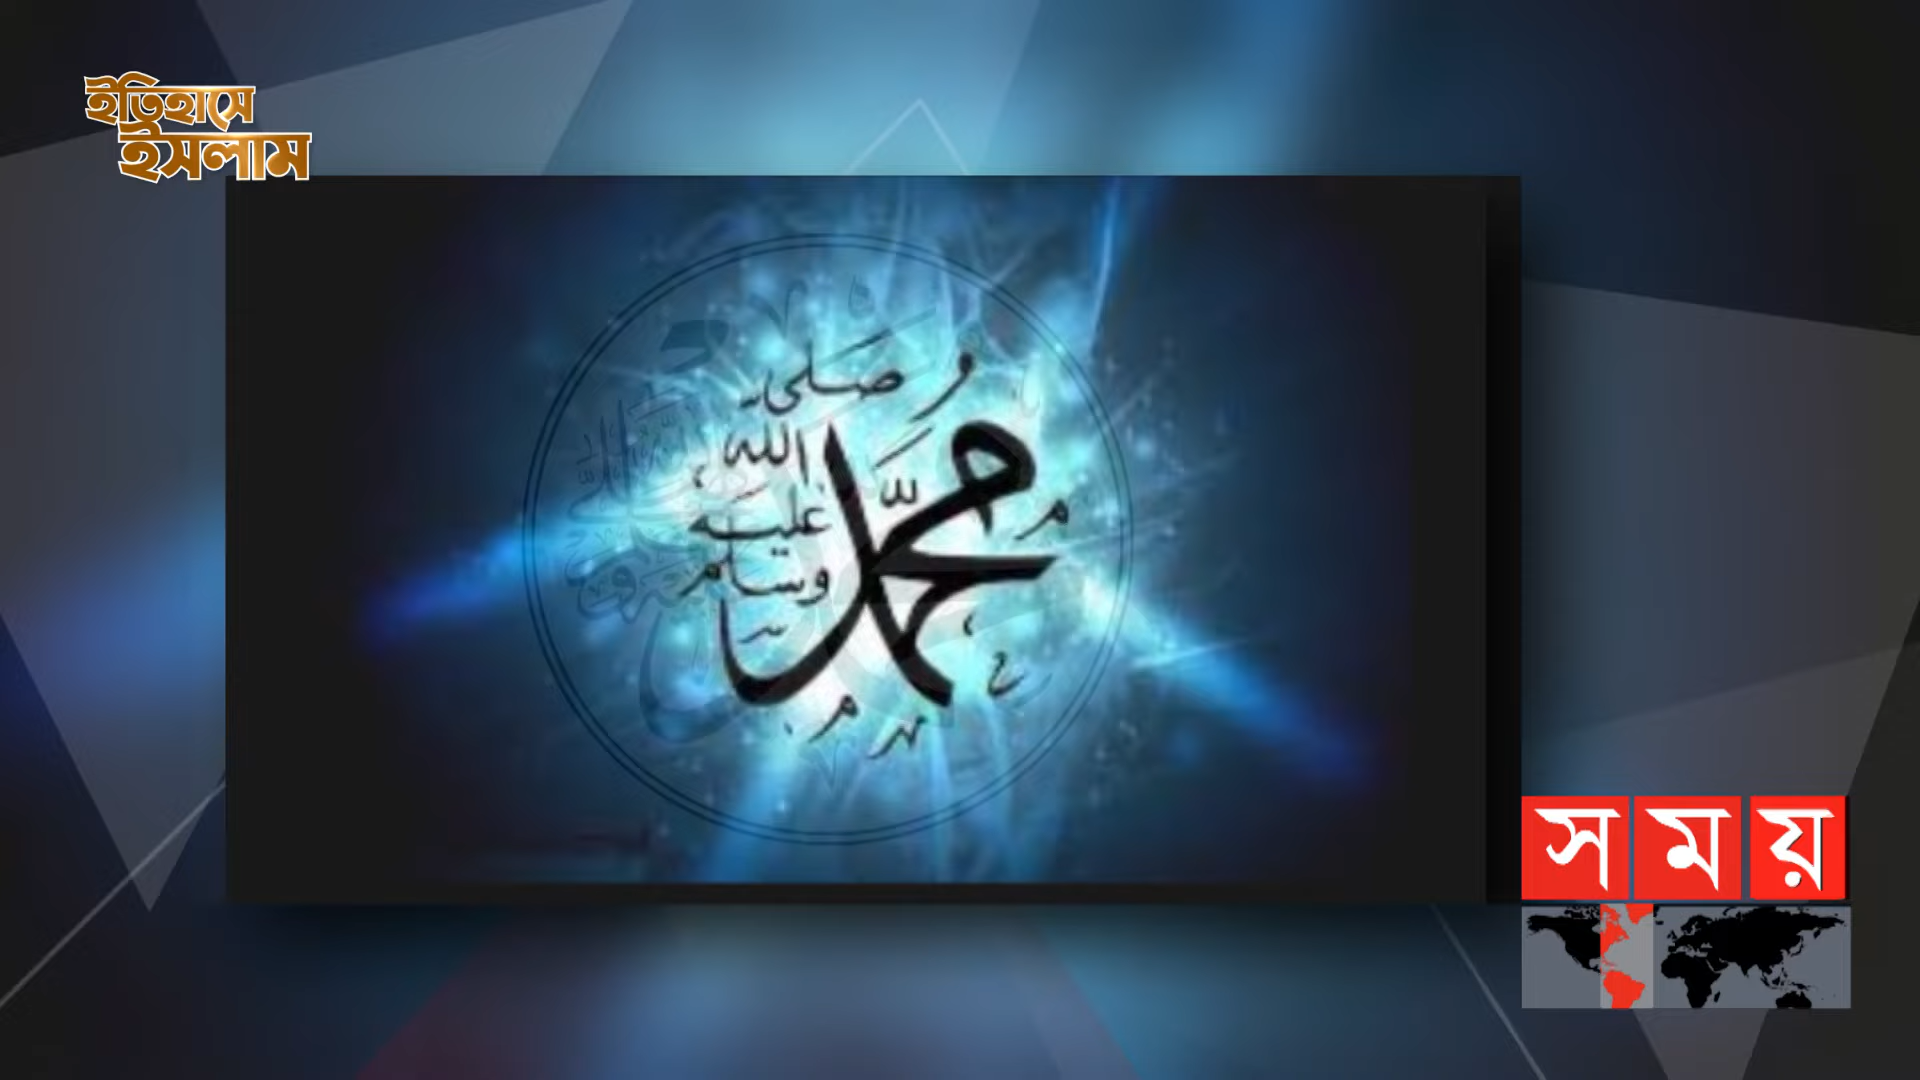 ইতিহাসে
ইসলাম
محمد
صلى
الله
عليه
وسلم
সময়